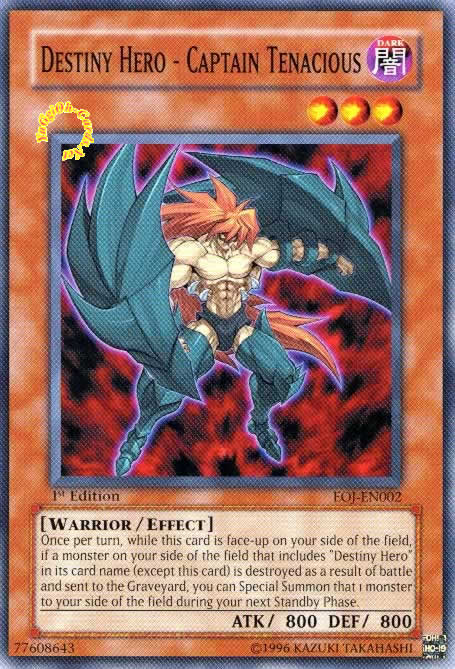 DESTINY HERO - CAPTAIN TENACIOUS
DARK
闇
YuGiOh-Cards.Net
1ST Edition
EOJ-EN002
[WARRIOR / EFFECT]
Once per turn, while this card is face-up on your side of the field,
if a monster on your side of the field that includes "Destiny Hero"
in its card name (except this card) is destroyed as a result of battle
and sent to the Graveyard, you can Special Summon that 1 monster
to your side of the field during your next Standby Phase.
ATK/ 800 DEF/ 800
77608643
©1996 KAZUKI TAKAHASHI